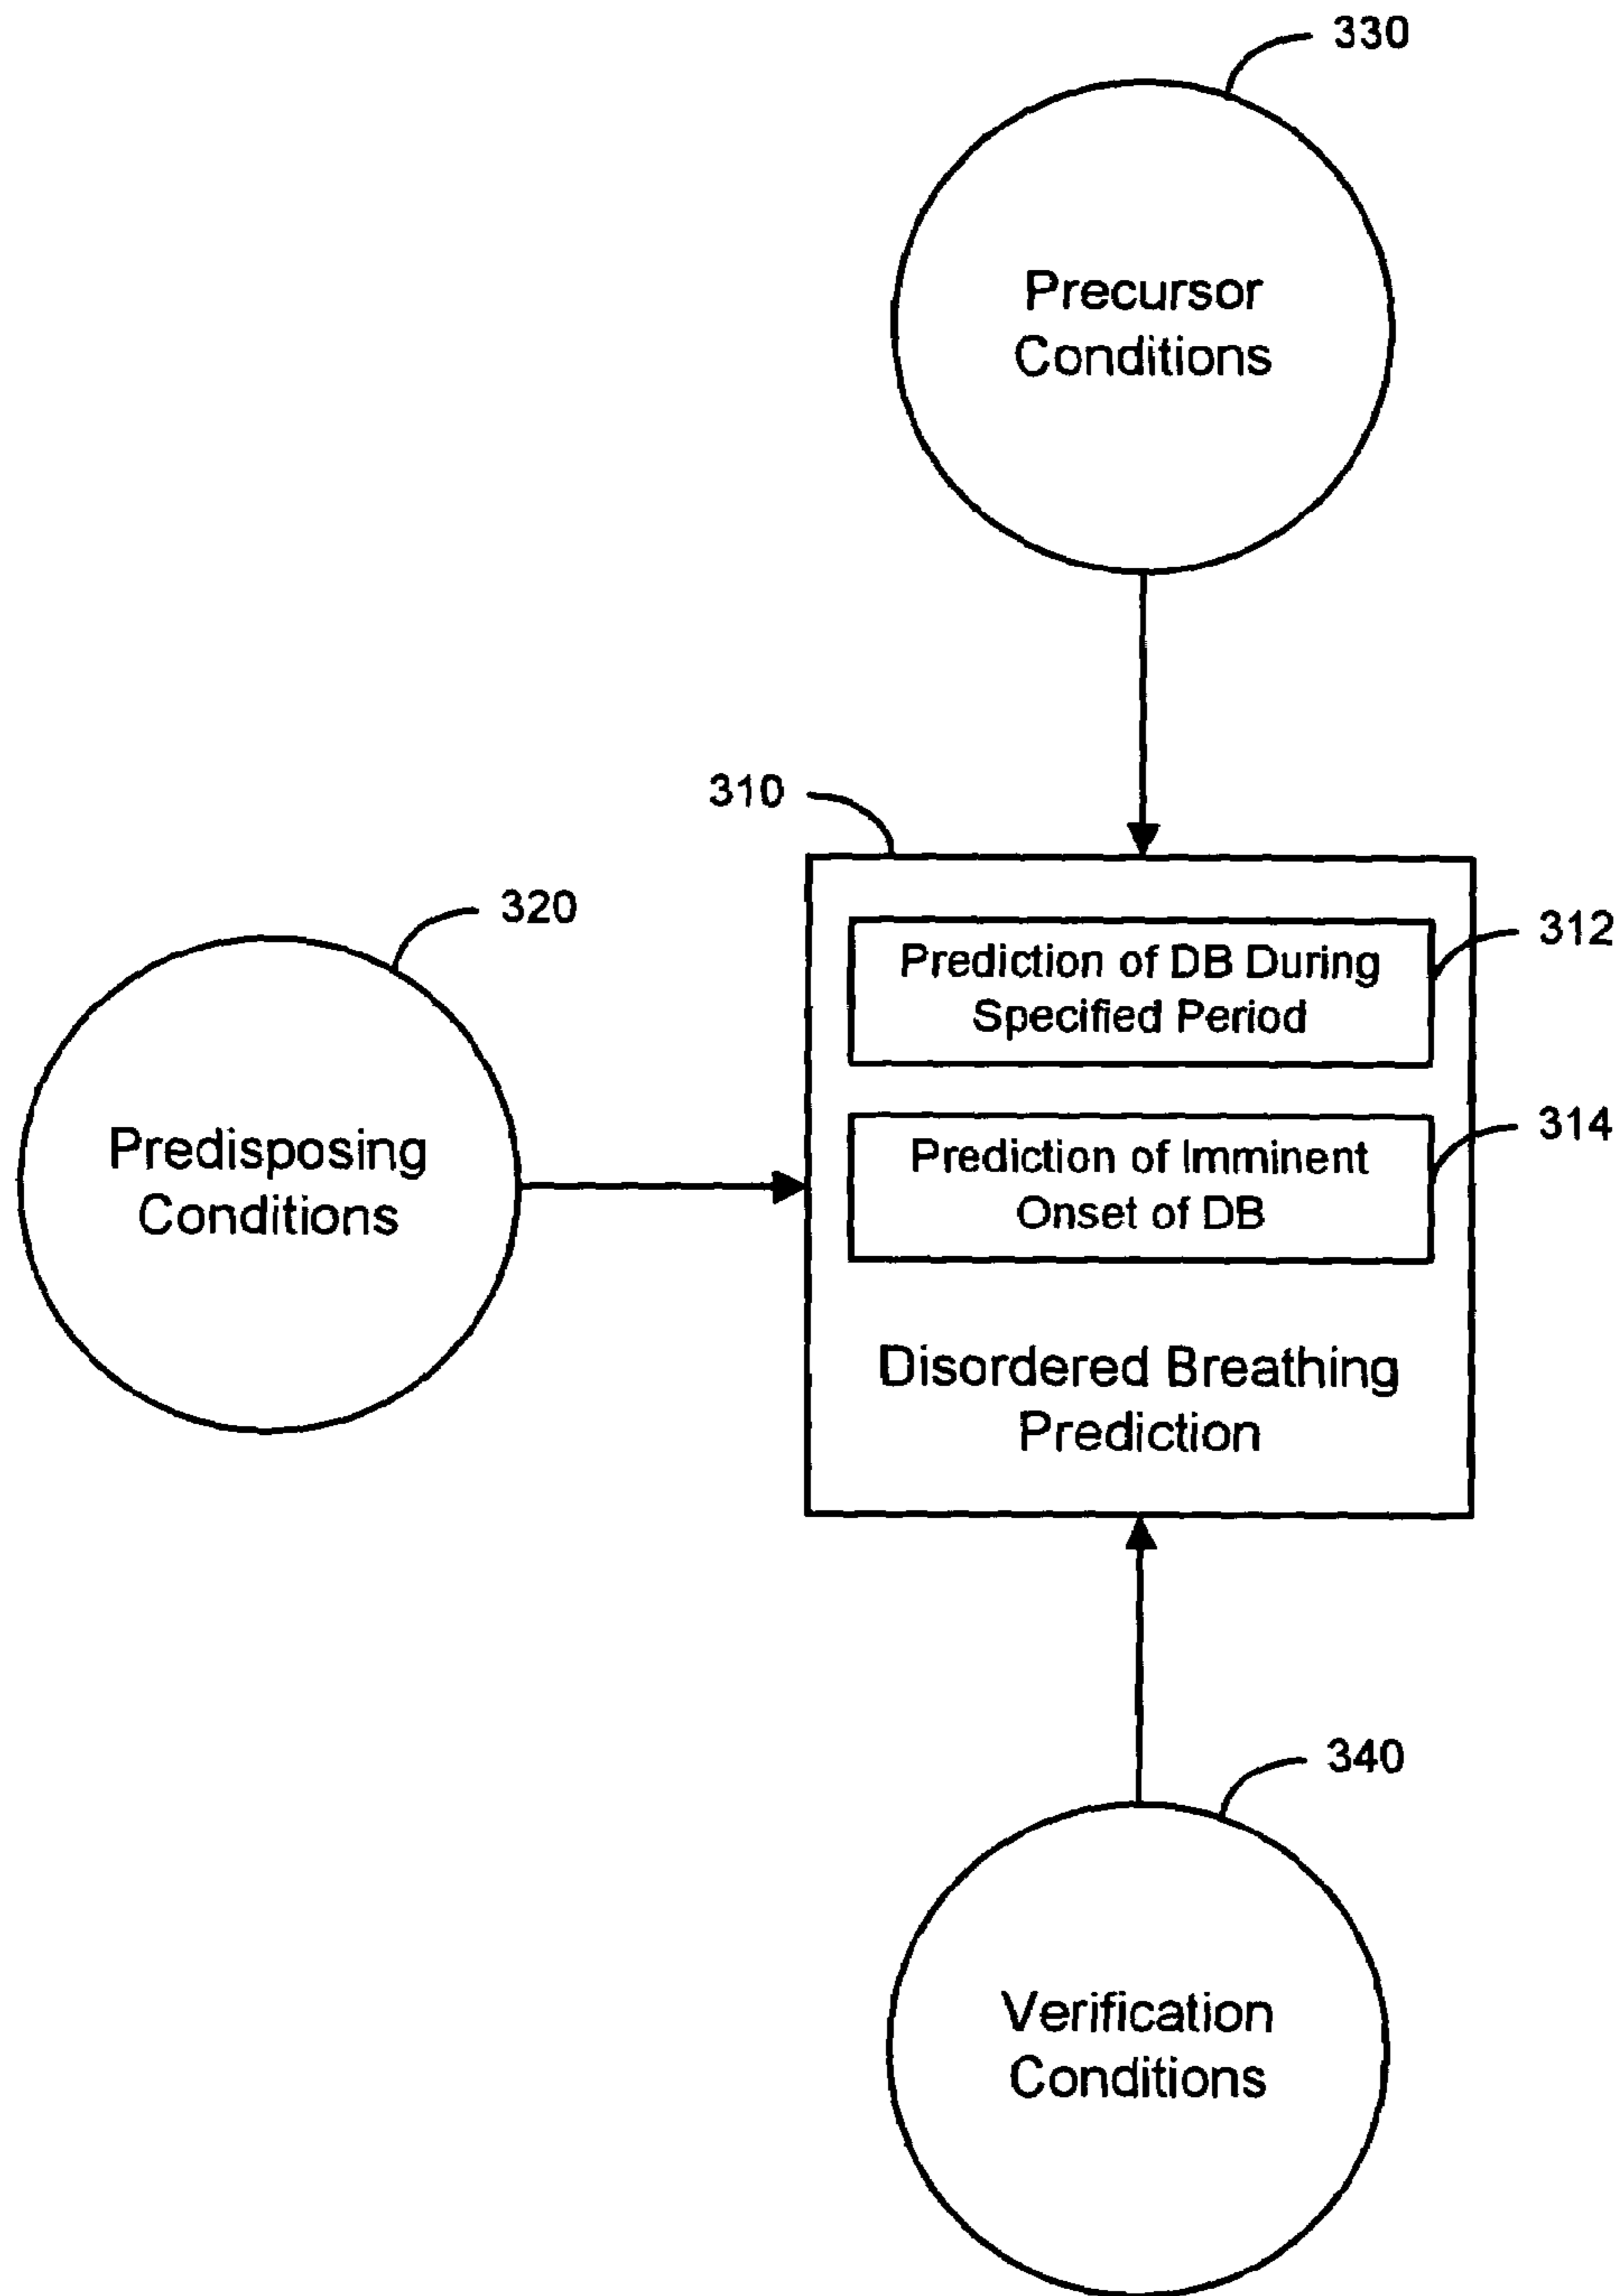 330
Precursor
Conditions
310
320
312
Prediction of DB During
Specified Period
314
Prediction of Imminent
Onset of DB
Predisposing
Conditions
Disordered Breathing
Prediction
340
Verification
Conditions